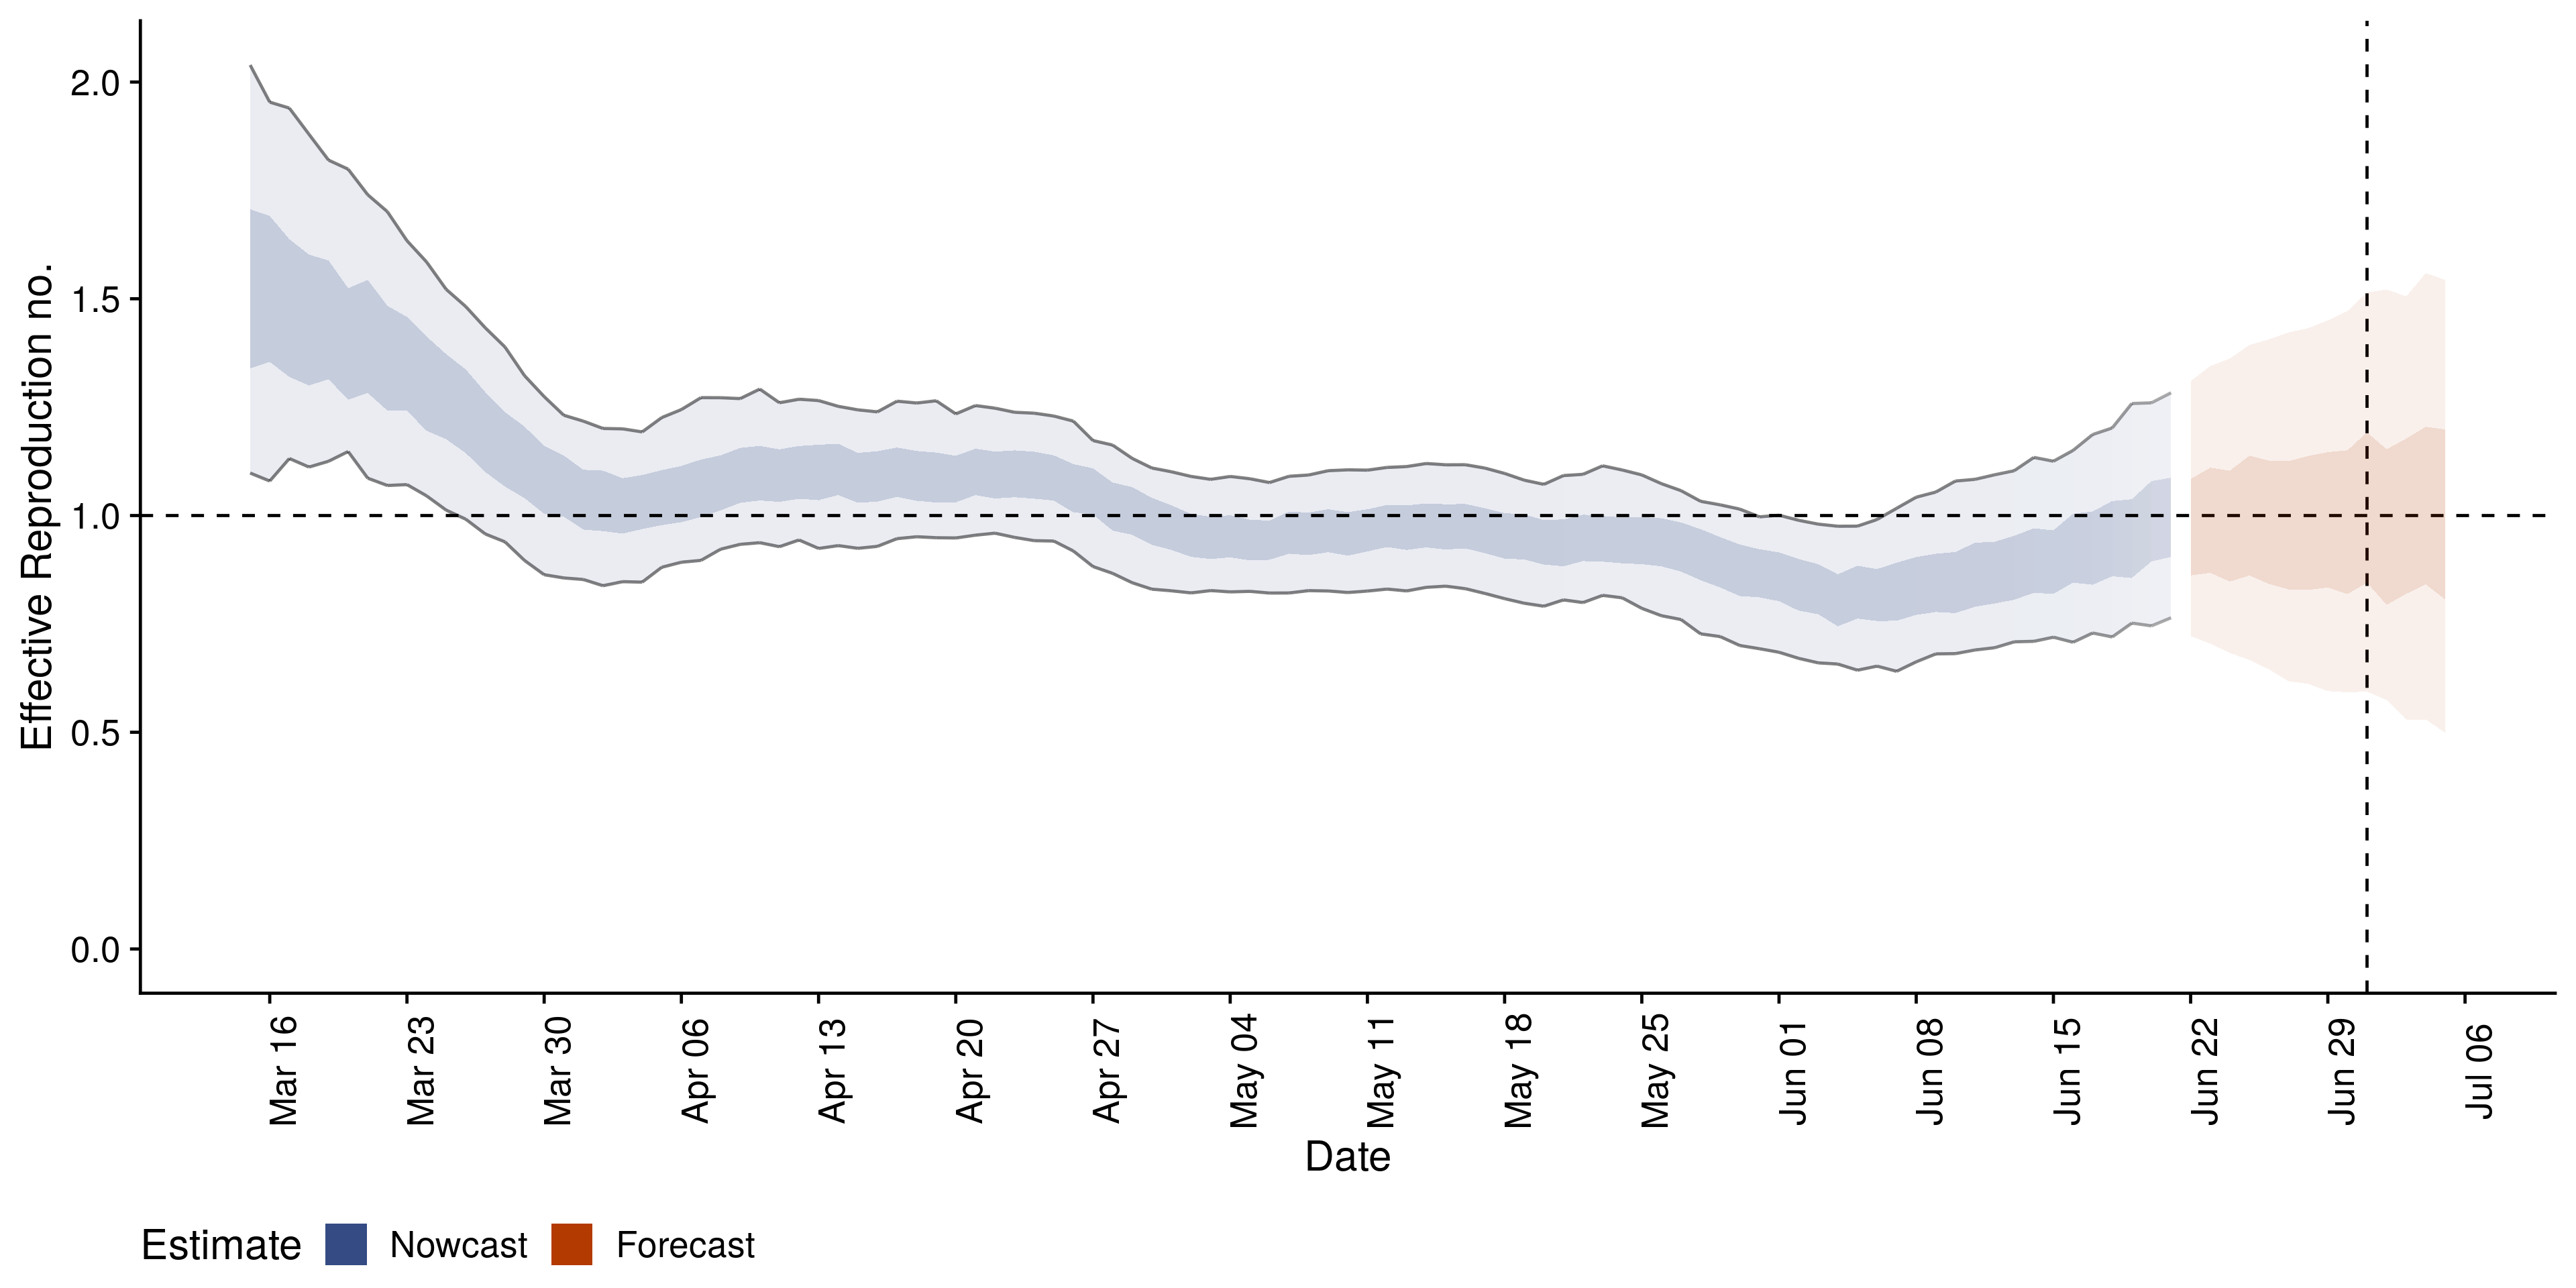 Effective Reproduction no.
2.0
1.5
1.0
0.5
0.0
Mar 16
Mar 23
Mar 30
Apr 06
Apr 13
Apr 20
Apr 27
May 04
May 11
May 18
May 25
Jun 01
Jun 08
Jun 15
Jun 22
Jun 29
Jul 06
Date
Estimate Nowcast Forecast